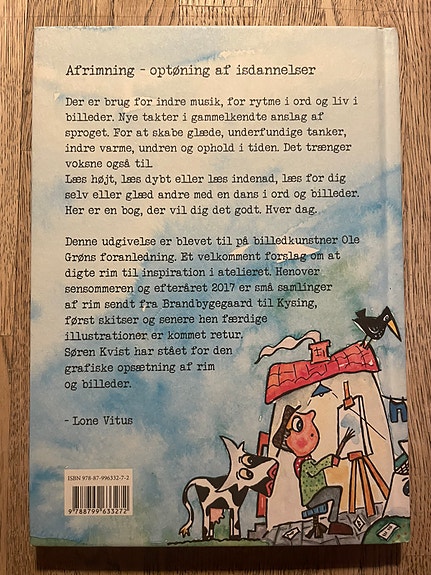 Afrimning - optøning af isdannelser
Der er brug for indre musik, for rytme i ord og liv i
billeder. Nye takter i gammelkendte anslag af
sproget. For at skabe glæde, underfundige tanker,
indre varme, undren og ophold i tiden. Det trænger
voksne også til.
Læs højt, læs dybt eller læs indenad, læs for dig
selv eller glæd andre med en dans i ord og billeder.
Her er en bog, der vil dig det godt. Hver dag.
Denne udgivelse er blevet til på billedkunstner Ole
Grøns foranledning. Et velkomment forslag om at
digte rim til inspiration i atelieret. Henover
sensommeren og efteråret 2017 er små samlinger
af rim sendt fra Brandbygegaard til Kysing,
først skitser og senere hen færdige
illustrationer er kommet retur.
Søren Kvist har stået for den
grafiske opsætning af rim
og billeder.
- Lone Vitus
ISBN 978-87-996332-7-2
9 788799 633272